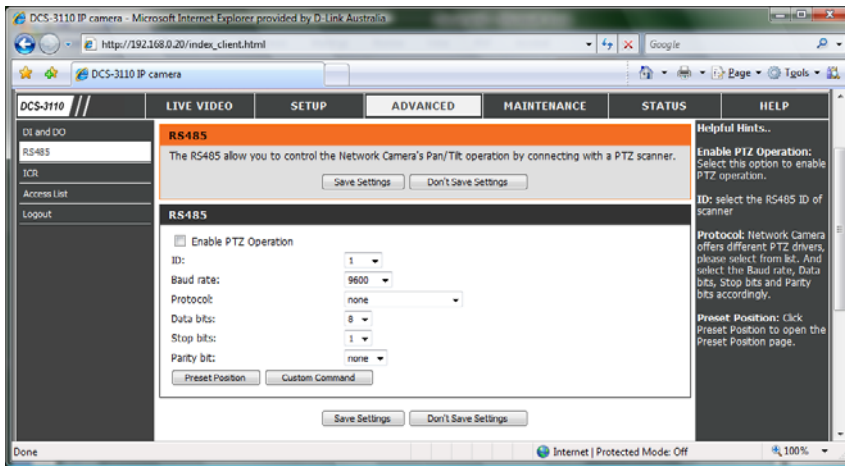 DCS-3110 IP camera - Microsoft Internet Explorer provided by D-Link Australia
http://192.168.0.20/index_client.html
Google
DCS-3110 IP camera
Page
Tools
DCS-3110
LIVE VIDEO
SETUP
ADVANCED
MAINTENANCE
STATUS
HELP
DI and DO
RS485
ICR
Access List
Logout
RS485
The RS485 allow you to control the Network Camera's Pan/Tilt operation by connecting with a PTZ scanner.
Save Settings
Don't Save Settings
RS485
Enable PTZ Operation
ID:
1
Baud rate:
9600
Protocol:
none
Data bits:
8
Stop bits:
1
Parity bit:
none
Preset Position
Custom Command
Save Settings
Don't Save Settings
Helpful Hints..
Enable PTZ Operation:
Select this option to enable
PTZ operation.
ID: select the RS485 ID of
scanner
Protocol: Network Camera
offers different PTZ drivers,
please select from list. And
select the Baud rate, Data
bits, Stop bits and Parity
bits accordingly.
Preset Position: Click
Preset Position to open the
Preset Position page.
Done
Internet | Protected Mode: Off
100%